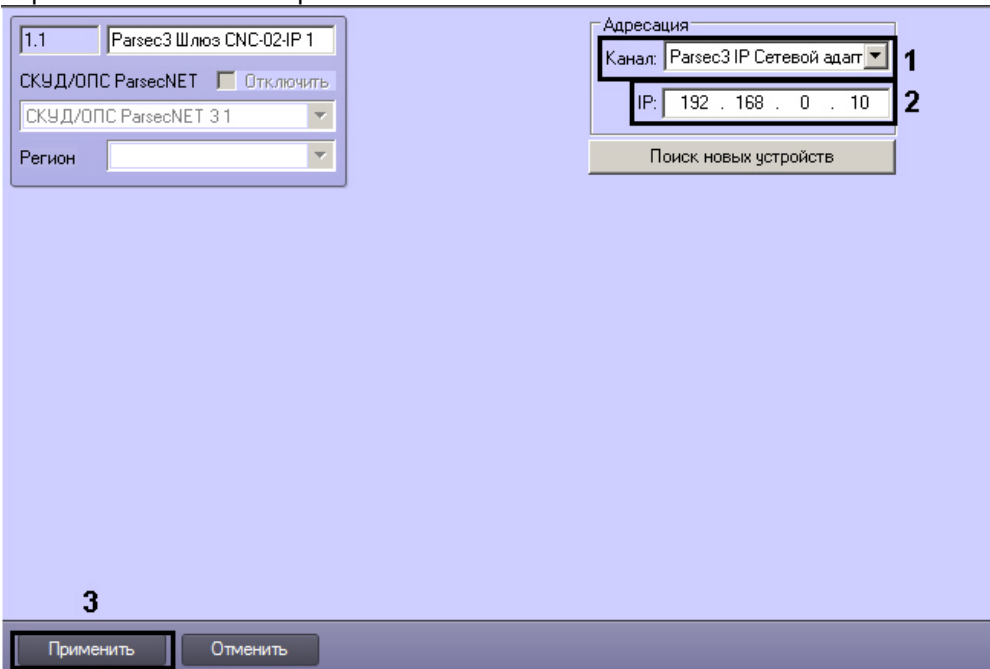 1.1 Parsec3 Шлюз CNC-02-IP 1
СКУД/ОПС ParsecNET Отключить
СКУД/ОПС ParsecNET 3 1
Регион
Адресация
Канал: Parsec3 IP Сетевой адапт 1
IP: 192 . 168 . 0 . 10 2
Поиск новых устройств
3
Применить Отменить